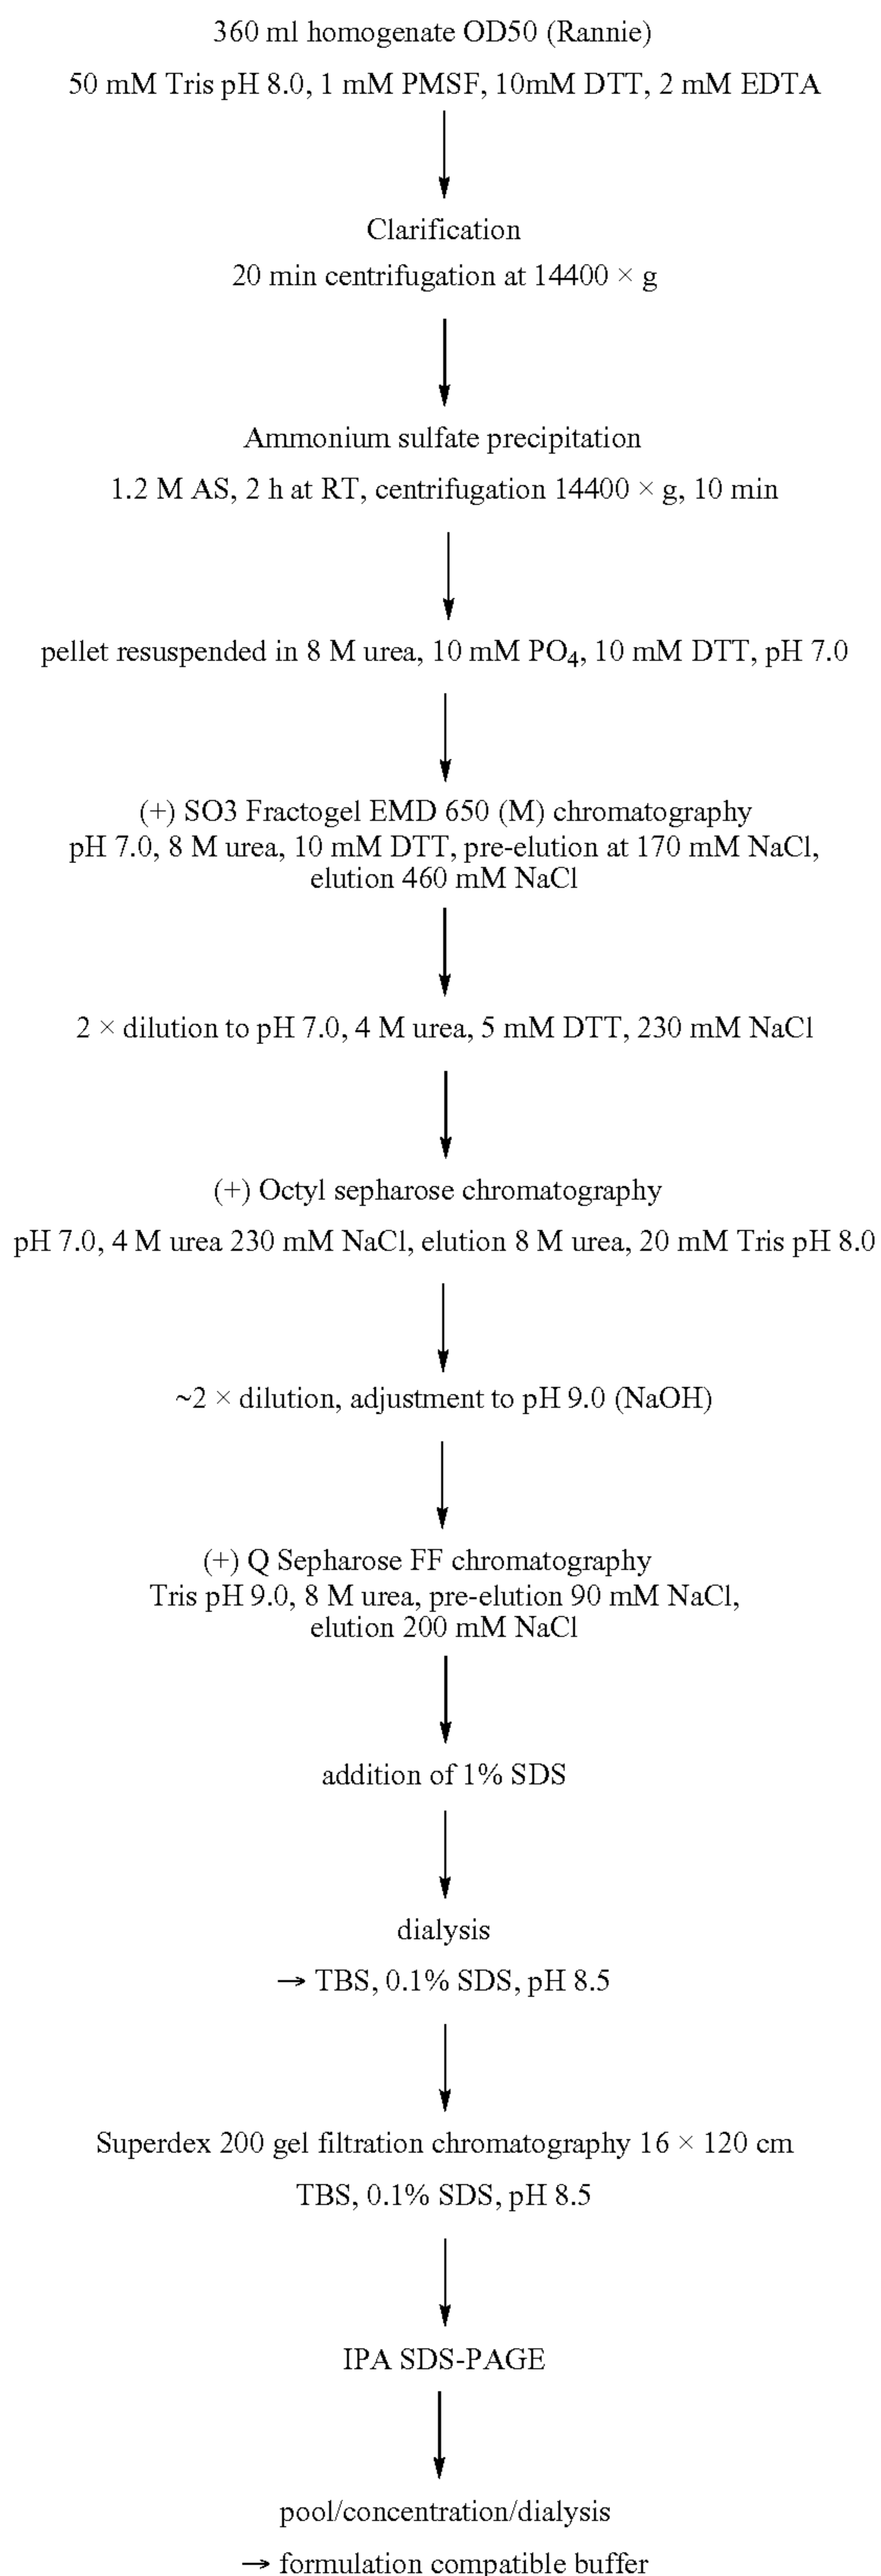 360 ml homogenate OD50 (Rannie)
50 mM Tris pH 8.0, 1 mM PMSF, 10mM DTT, 2 mM EDTA
Clarification
20 min centrifugation at 14400 × g
Ammonium sulfate precipitation
1.2 M AS, 2 h at RT, centrifugation 14400 × g, 10 min
pellet resuspended in 8 M urea, 10 mM PO₄, 10 mM DTT, pH 7.0
(+) SO3 Fractogel EMD 650 (M) chromatography
pH 7.0, 8 M urea, 10 mM DTT, pre-elution at 170 mM NaCl,
elution 460 mM NaCl
2 × dilution to pH 7.0, 4 M urea, 5 mM DTT, 230 mM NaCl
(+) Octyl sepharose chromatography
pH 7.0, 4 M urea 230 mM NaCl, elution 8 M urea, 20 mM Tris pH 8.0
~2 × dilution, adjustment to pH 9.0 (NaOH)
(+) Q Sepharose FF chromatography
Tris pH 9.0, 8 M urea, pre-elution 90 mM NaCl,
elution 200 mM NaCl
addition of 1% SDS
dialysis
→ TBS, 0.1% SDS, pH 8.5
Superdex 200 gel filtration chromatography 16 × 120 cm
TBS, 0.1% SDS, pH 8.5
IPA SDS-PAGE
pool/concentration/dialysis
→ formulation compatible buffer